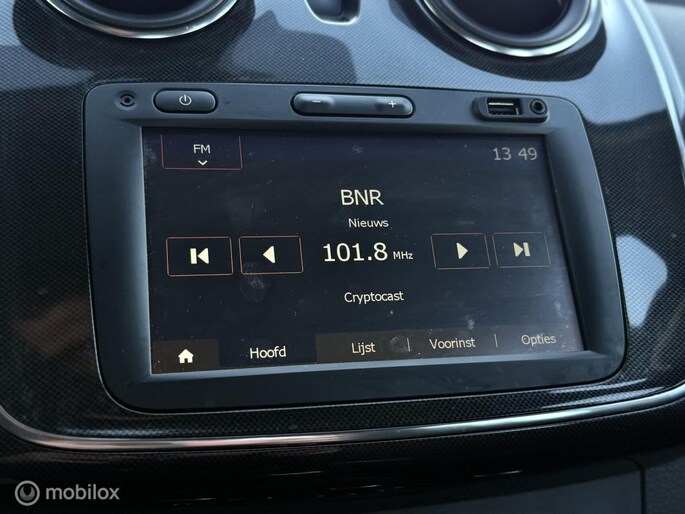 FM
13 49
BNR
Nieuws
101.8 MHz
Cryptocast
Hoofd Lijst Voorinst Opties
mobilox